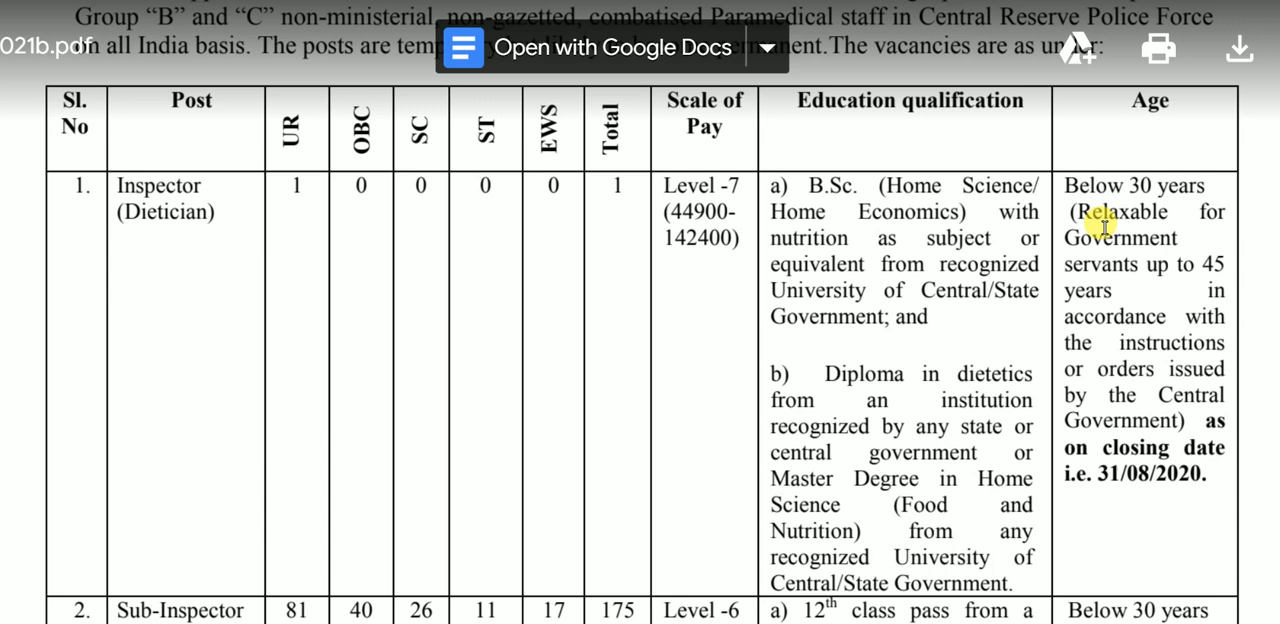 Group “B” and “C” non-ministerial, non-gazetted, combatised Paramedical staff in Central Reserve Police Force
021b.pdf
on all India basis. The posts are
The vacancies are as under:
Open with Google Docs
Sl. No
Post
UR
OBC
SC
ST
EWS
Total
Scale of Pay
Education qualification
Age
1.
Inspector
(Dietician)
1
0
0
0
0
1
Level -7
(44900-
142400)
a) B.Sc. (Home Science/
Home Economics) with
nutrition as subject or
equivalent from recognized
University of Central/State
Government; and
b) Diploma in dietetics
from an institution
recognized by any state or
central government or
Master Degree in Home
Science (Food and
Nutrition) from any
recognized University of
Central/State Government.
Below 30 years
(Relaxable for
Government
servants up to 45
years in
accordance with
the instructions
or orders issued
by the Central
Government) as
on closing date
i.e. 31/08/2020.
2.
Sub-Inspector
81
40
26
11
17
175
Level -6
a) 12th class pass from a
Below 30 years